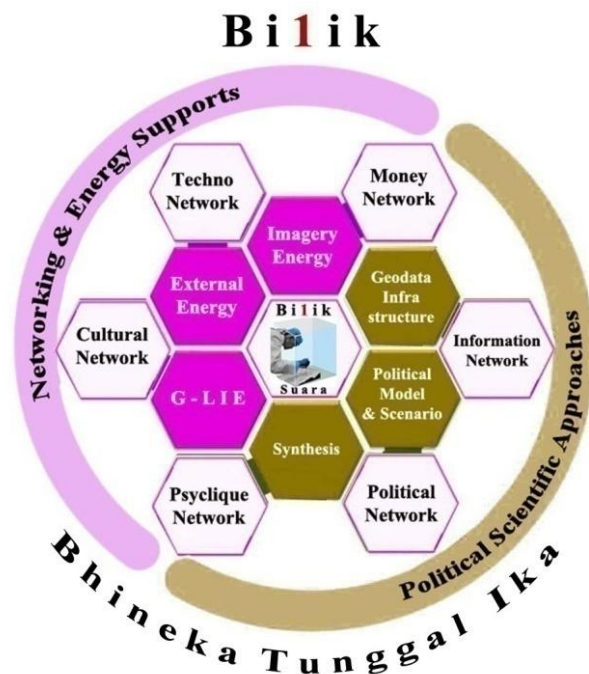 Bi1ik
Networking & Energy Supports
Techno
Network
Money
Network
Imagery
Energy
External
Energy
Geodata
Infra
structure
Bi1ik
Suara
Cultural
Network
Information
Network
G-LIE
Political
Model
& Scenario
Synthesis
Psyclique
Network
Political
Network
Political Scientific Approaches
Bhineka Tunggal Ika